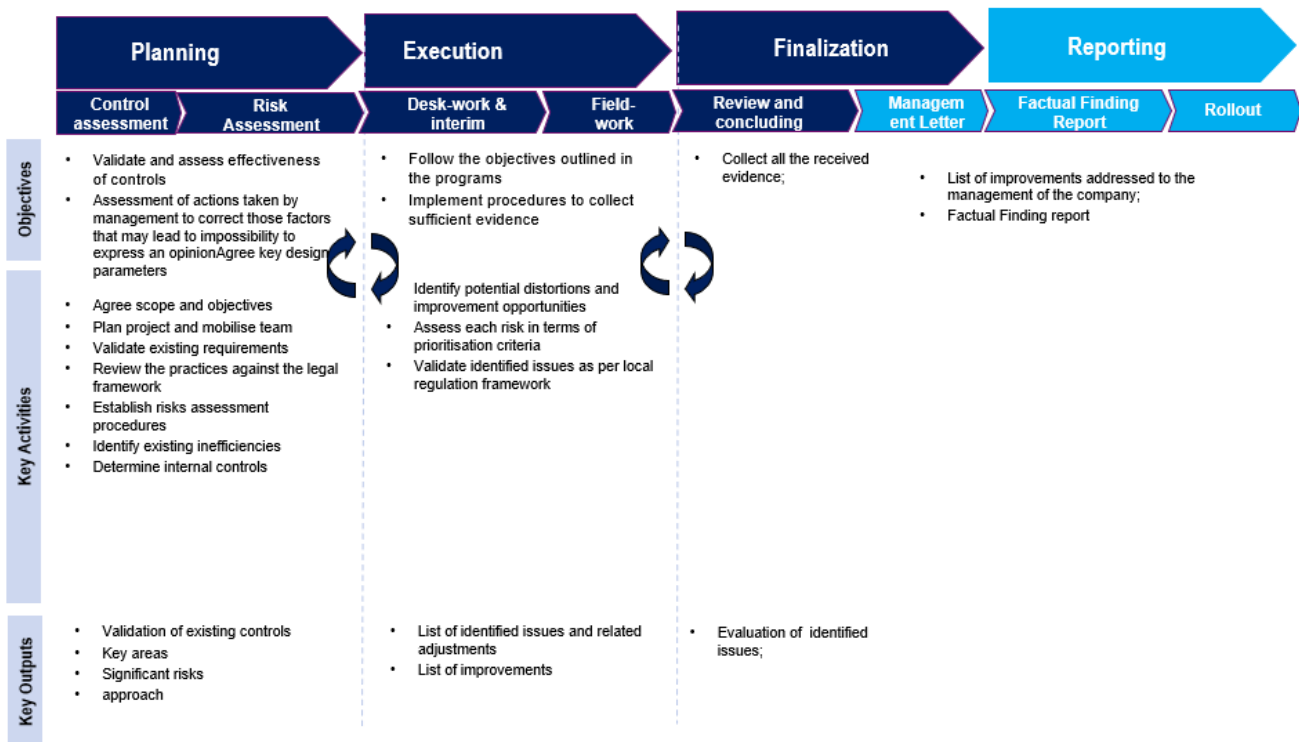 Planning
Execution
Finalization
Reporting
Control
assessment
Risk
Assessment
Desk-work &
interim
Field-
work
Review and
concluding
Managem
ent Letter
Factual Finding
Report
Rollout
Objectives
• Validate and assess effectiveness
of controls
• Assessment of actions taken by
management to correct those factors
that may lead to impossibility to
express an opinionAgree key design
parameters
• Follow the objectives outlined in
the programs
• Implement procedures to collect
sufficient evidence
• Collect all the received
evidence;
• List of improvements addressed to the
management of the company;
• Factual Finding report
Key Activities
• Agree scope and objectives
• Plan project and mobilise team
• Validate existing requirements
• Review the practices against the legal
framework
• Establish risks assessment
procedures
• Identify existing inefficiencies
• Determine internal controls
Identify potential distortions and
improvement opportunities
• Assess each risk in terms of
prioritisation criteria
• Validate identified issues as per local
regulation framework
Key Outputs
• Validation of existing controls
• Key areas
• Significant risks
• approach
• List of identified issues and related
adjustments
• List of improvements
• Evaluation of identified
issues;